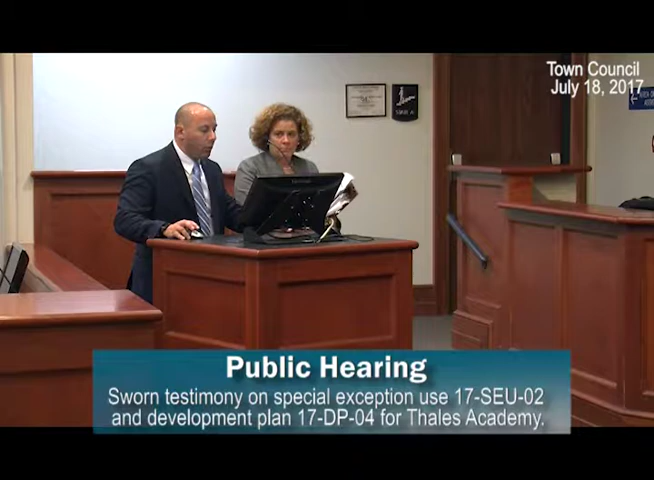 Town Council
July 18, 2017
Public Hearing
Sworn testimony on special exception use 17-SEU-02
and development plan 17-DP-04 for Thales Academy.